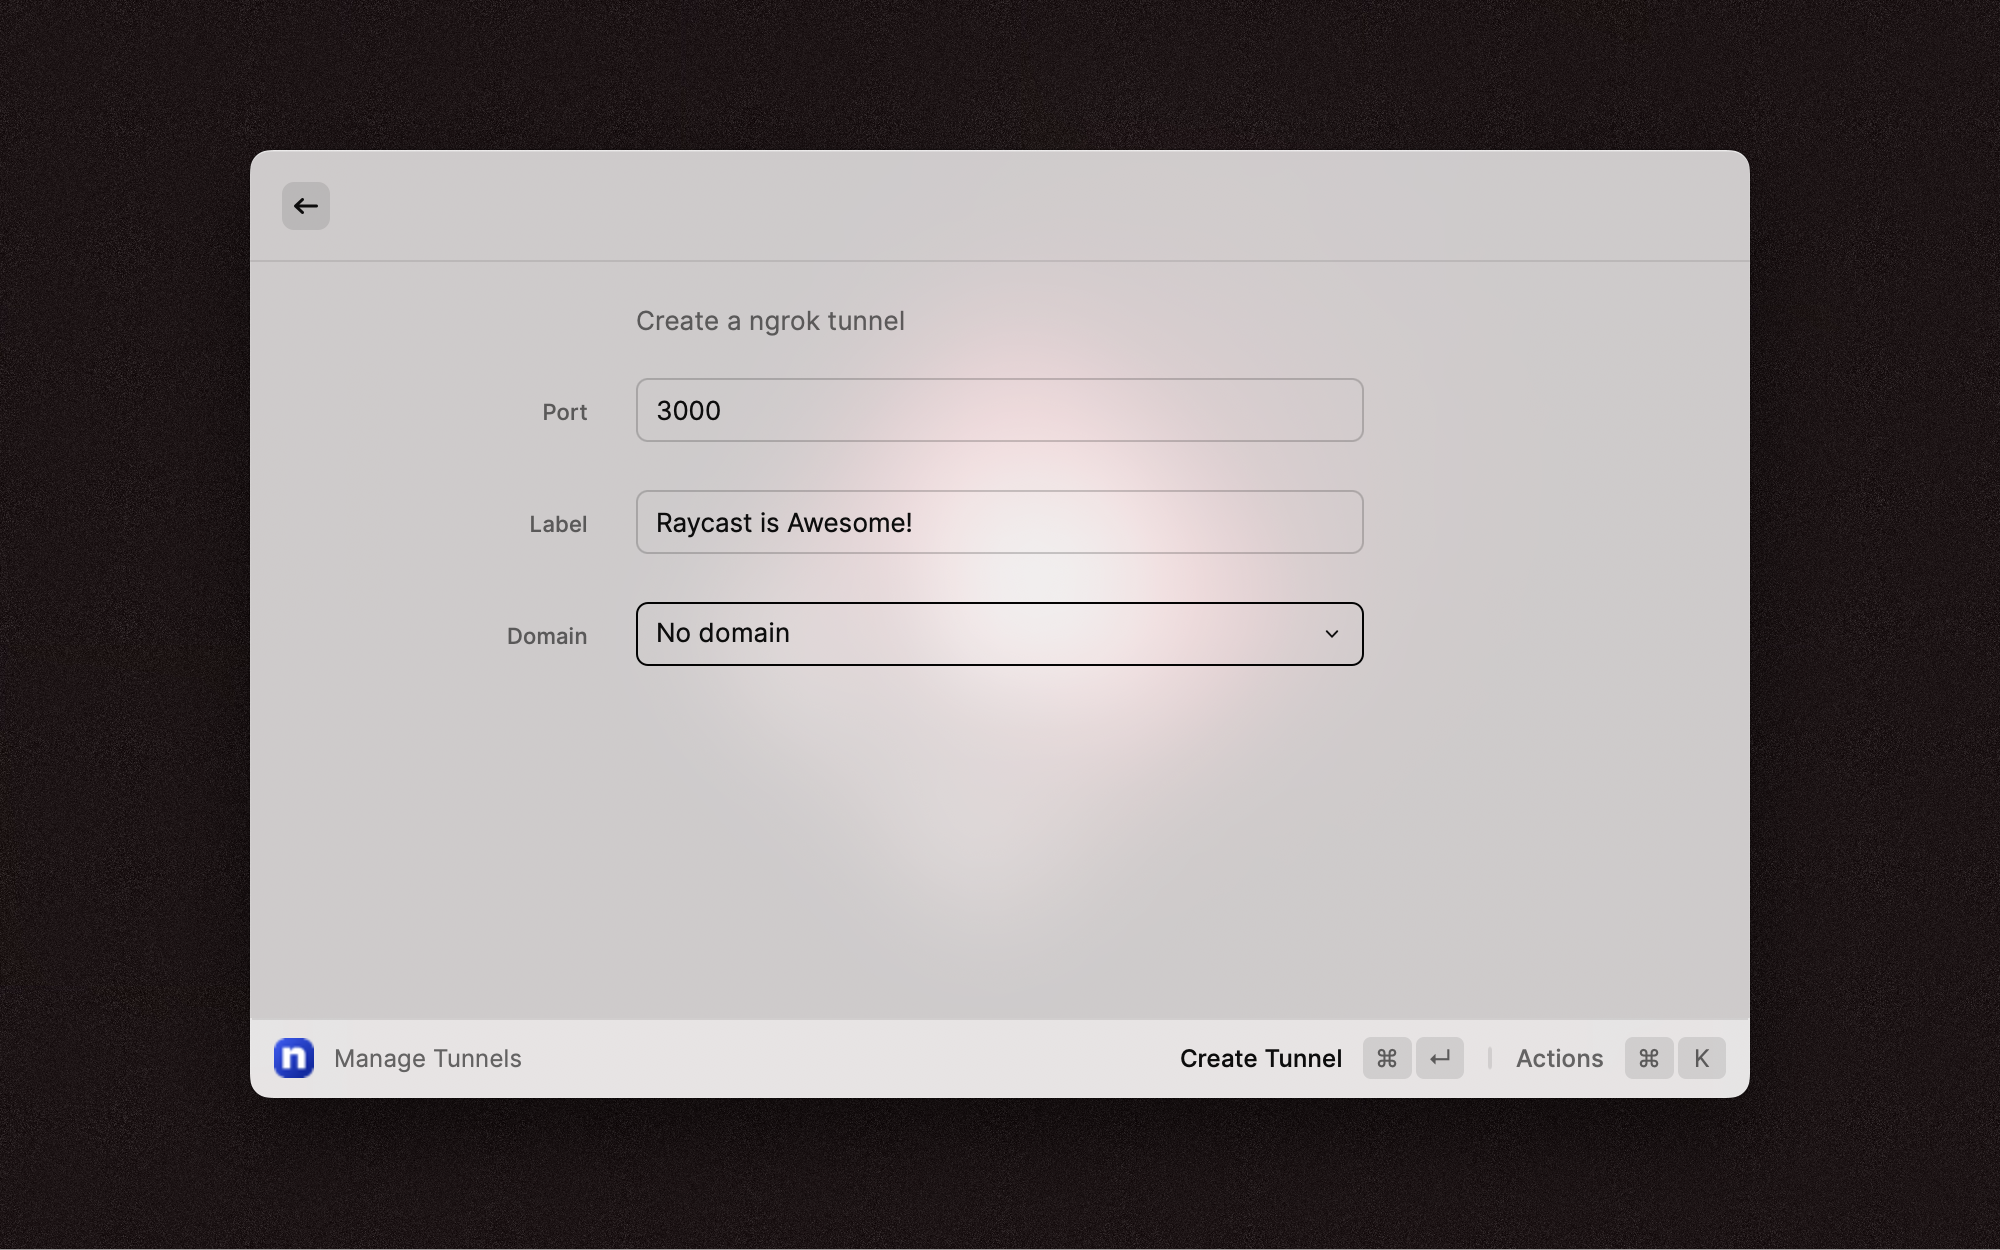 Create a ngrok tunnel
Port
3000
Label
Raycast is Awesome!
Domain
No domain
n Manage Tunnels
Create Tunnel ⌘ ↵ Actions ⌘ K